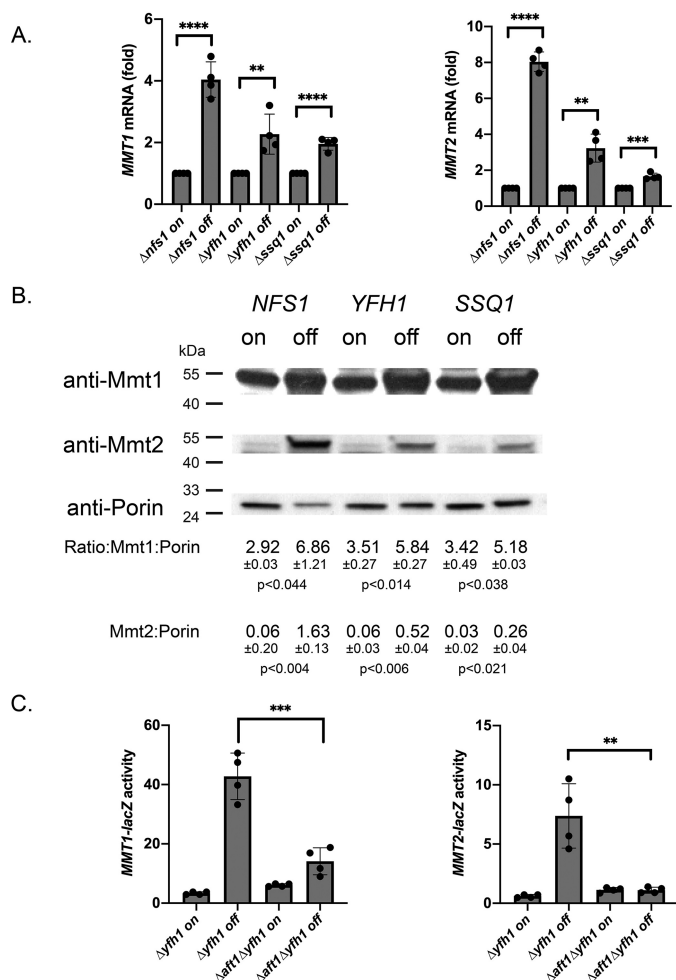 A.
MMT1 mRNA (fold)
6
4
2
0
****
**
****
Δnfs1 on
Δnfs1 off
Δyfh1 on
Δyfh1 off
Δssq1 on
Δssq1 off
MMT2 mRNA (fold)
10
8
6
4
2
0
****
**
***
Δnfs1 on
Δnfs1 off
Δyfh1 on
Δyfh1 off
Δssq1 on
Δssq1 off
B.
NFS1 YFH1 SSQ1
on off on off on off
kDa
anti-Mmt1 55
40
anti-Mmt2 55
40
anti-Porin 33
24
Ratio:Mmt1:Porin 2.92 6.86 3.51 5.84 3.42 5.18
±0.03 ±1.21 ±0.27 ±0.27 ±0.49 ±0.03
p<0.044 p<0.014 p<0.038
Mmt2:Porin 0.06 1.63 0.06 0.52 0.03 0.26
±0.20 ±0.13 ±0.03 ±0.04 ±0.02 ±0.04
p<0.004 p<0.006 p<0.021
C.
MMT1-lacZ activity
60
40
20
0
***
Δyfh1 on
Δyfh1 off
Δaft1Δyfh1 on
Δaft1Δyfh1 off
MMT2-lacZ activity
15
10
5
0
**
Δyfh1 on
Δyfh1 off
Δaft1Δyfh1 on
Δaft1Δyfh1 off